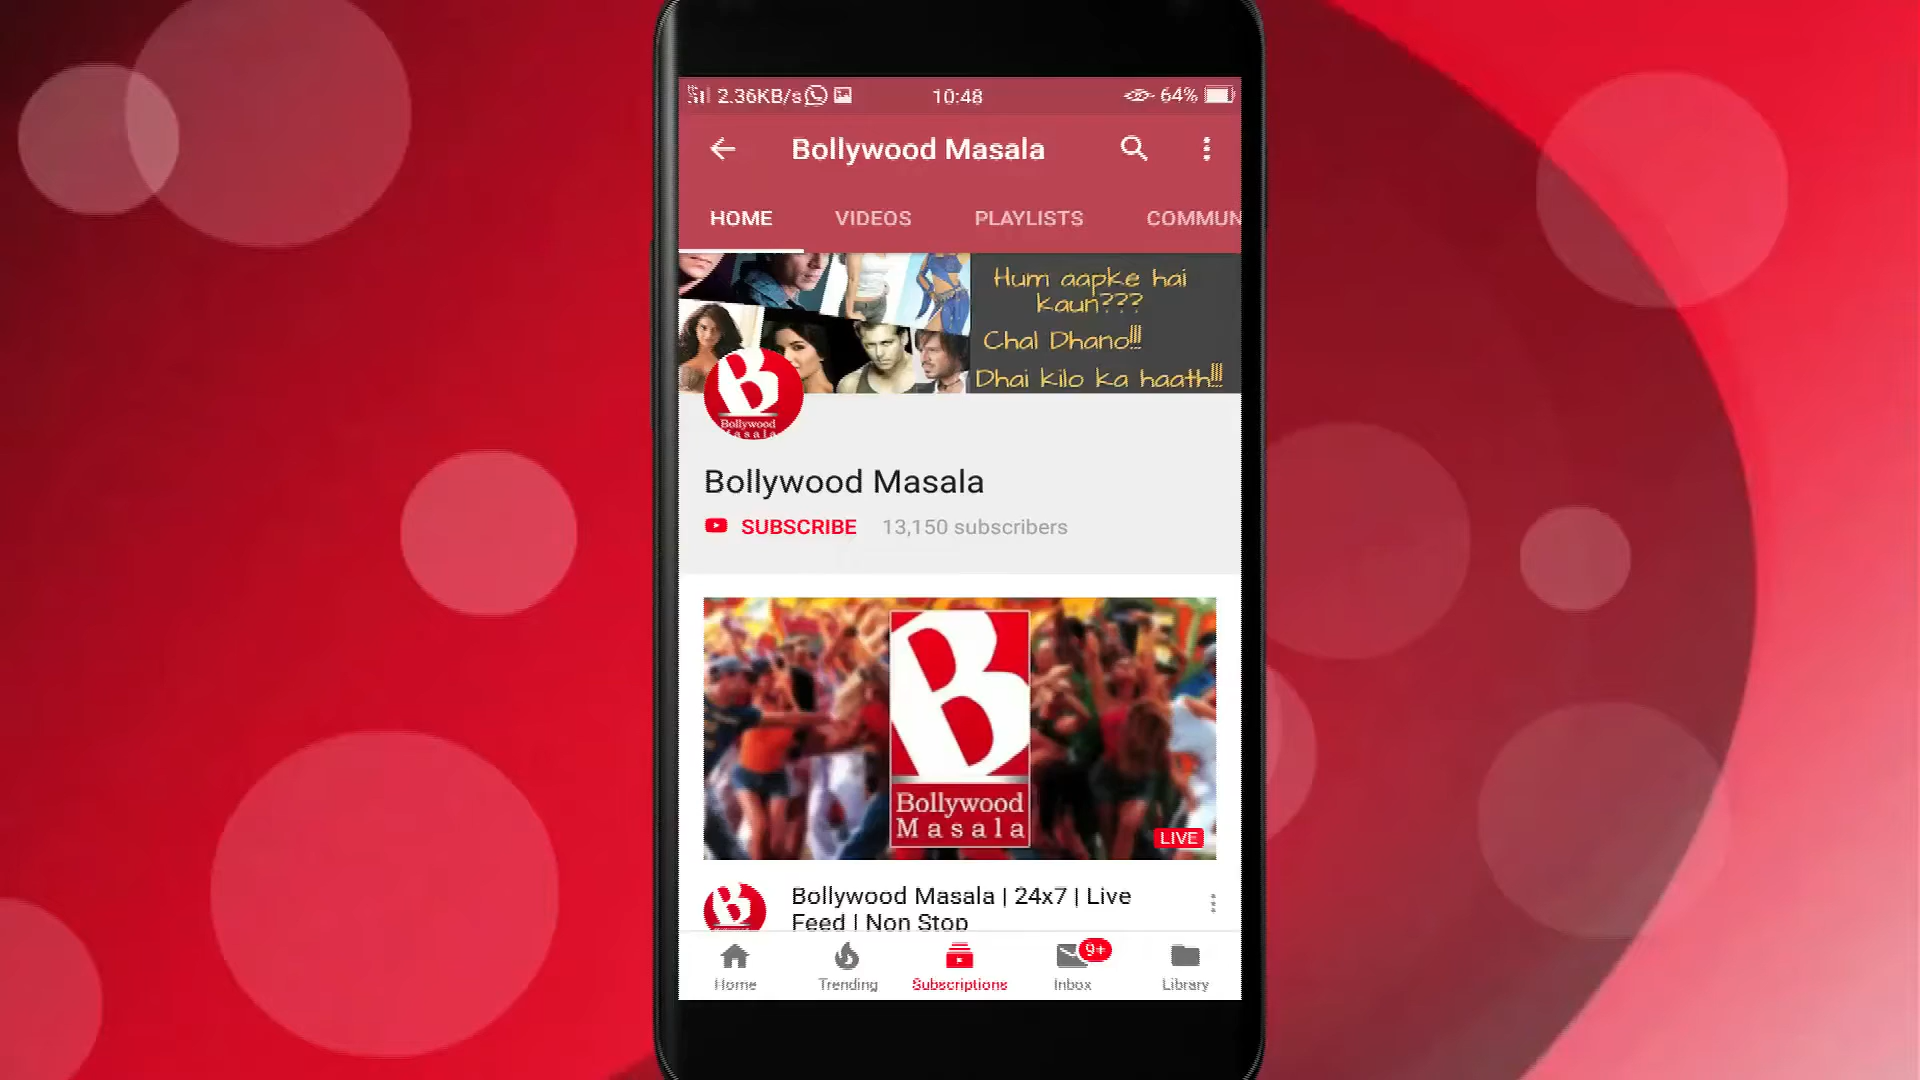 2.36KB/s 10:48 64%
Bollywood Masala
HOME VIDEOS PLAYLISTS COMMUN
Hum aapke hai
kaun???
Chal Dhano!!!
Dhai kilo ka haath!!!
B
Bollywood
Masala
Bollywood Masala
SUBSCRIBE 13,150 subscribers
B
Bollywood
Masala
LIVE
B
Bollywood Masala | 24x7 | Live
Feed | Non Stop
9+
Home Trending Subscriptions Inbox Library